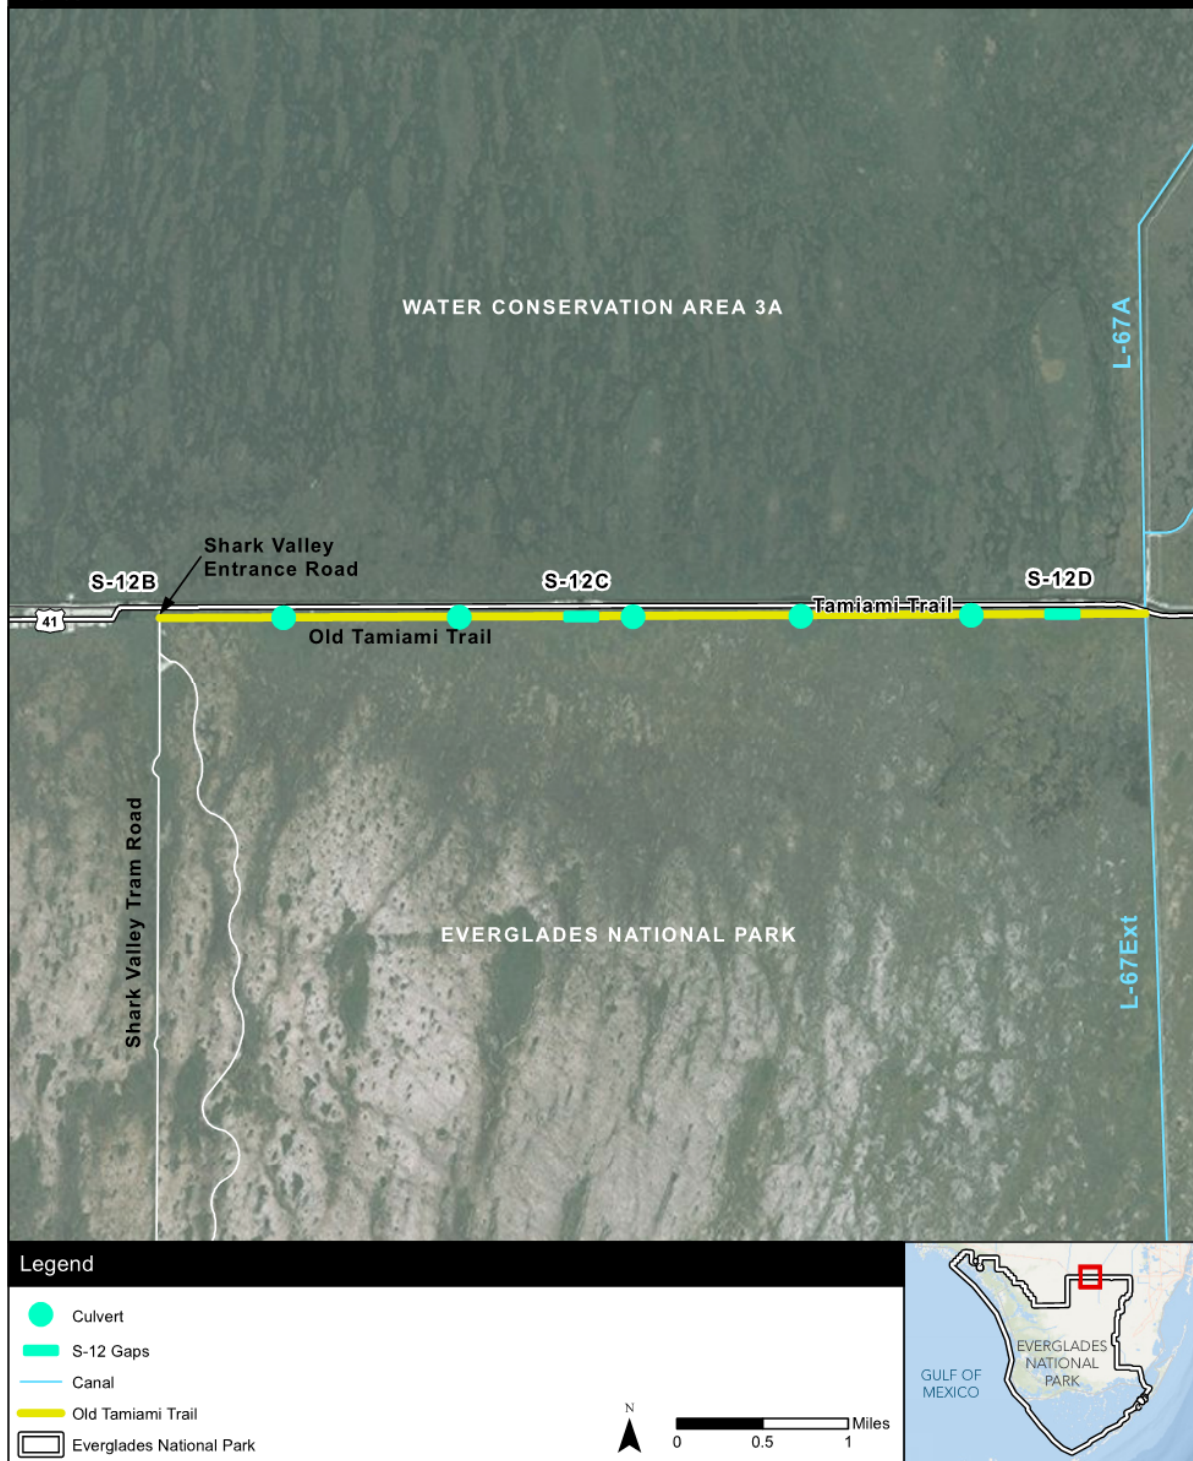 WATER CONSERVATION AREA 3A
L-67A
Shark Valley
Entrance Road
S-12B
S-12C
S-12D
41
Tamiami Trail
Old Tamiami Trail
Shark Valley Tram Road
EVERGLADES NATIONAL PARK
L-67Ext
Legend
Culvert
S-12 Gaps
Canal
Old Tamiami Trail
Everglades National Park
N
Miles
0
0.5
1
EVERGLADES
NATIONAL
PARK
GULF OF
MEXICO